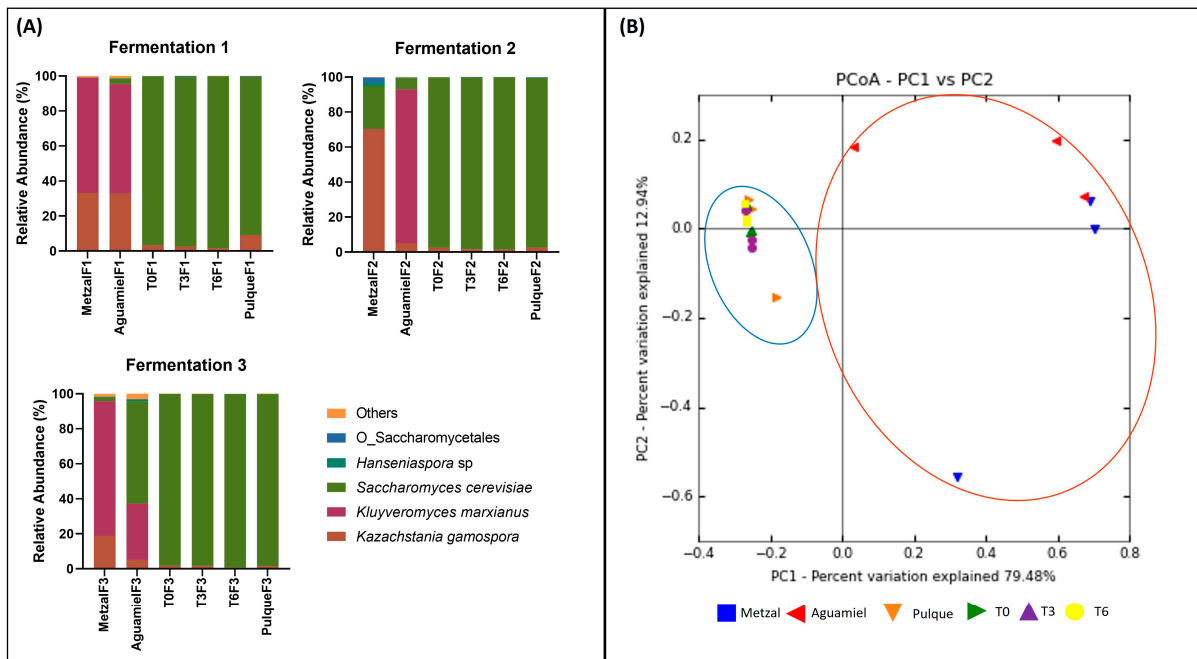 (A)
Fermentation 1
Relative Abundance (%)
100
80
60
40
20
0
MetzalF1
AguamielF1
T0F1
T3F1
T6F1
PulqueF1
Fermentation 2
Relative Abundance (%)
100
80
60
40
20
0
MetzalF2
AguamielF2
T0F2
T3F2
T6F2
PulqueF2
Fermentation 3
Relative Abundance (%)
100
80
60
40
20
0
MetzalF3
AguamielF3
T0F3
T3F3
T6F3
PulqueF3
Others
O_Saccharomycetales
Hanseniaspora sp
Saccharomyces cerevisiae
Kluyveromyces marxianus
Kazachstania gamospora
(B)
PCoA - PC1 vs PC2
PC2 - Percent variation explained 12.94%
0.2
0.0
−0.2
−0.4
−0.6
−0.4 −0.2 0.0 0.2 0.4 0.6 0.8
PC1 - Percent variation explained 79.48%
Metzal Aguamiel Pulque T0 T3 T6